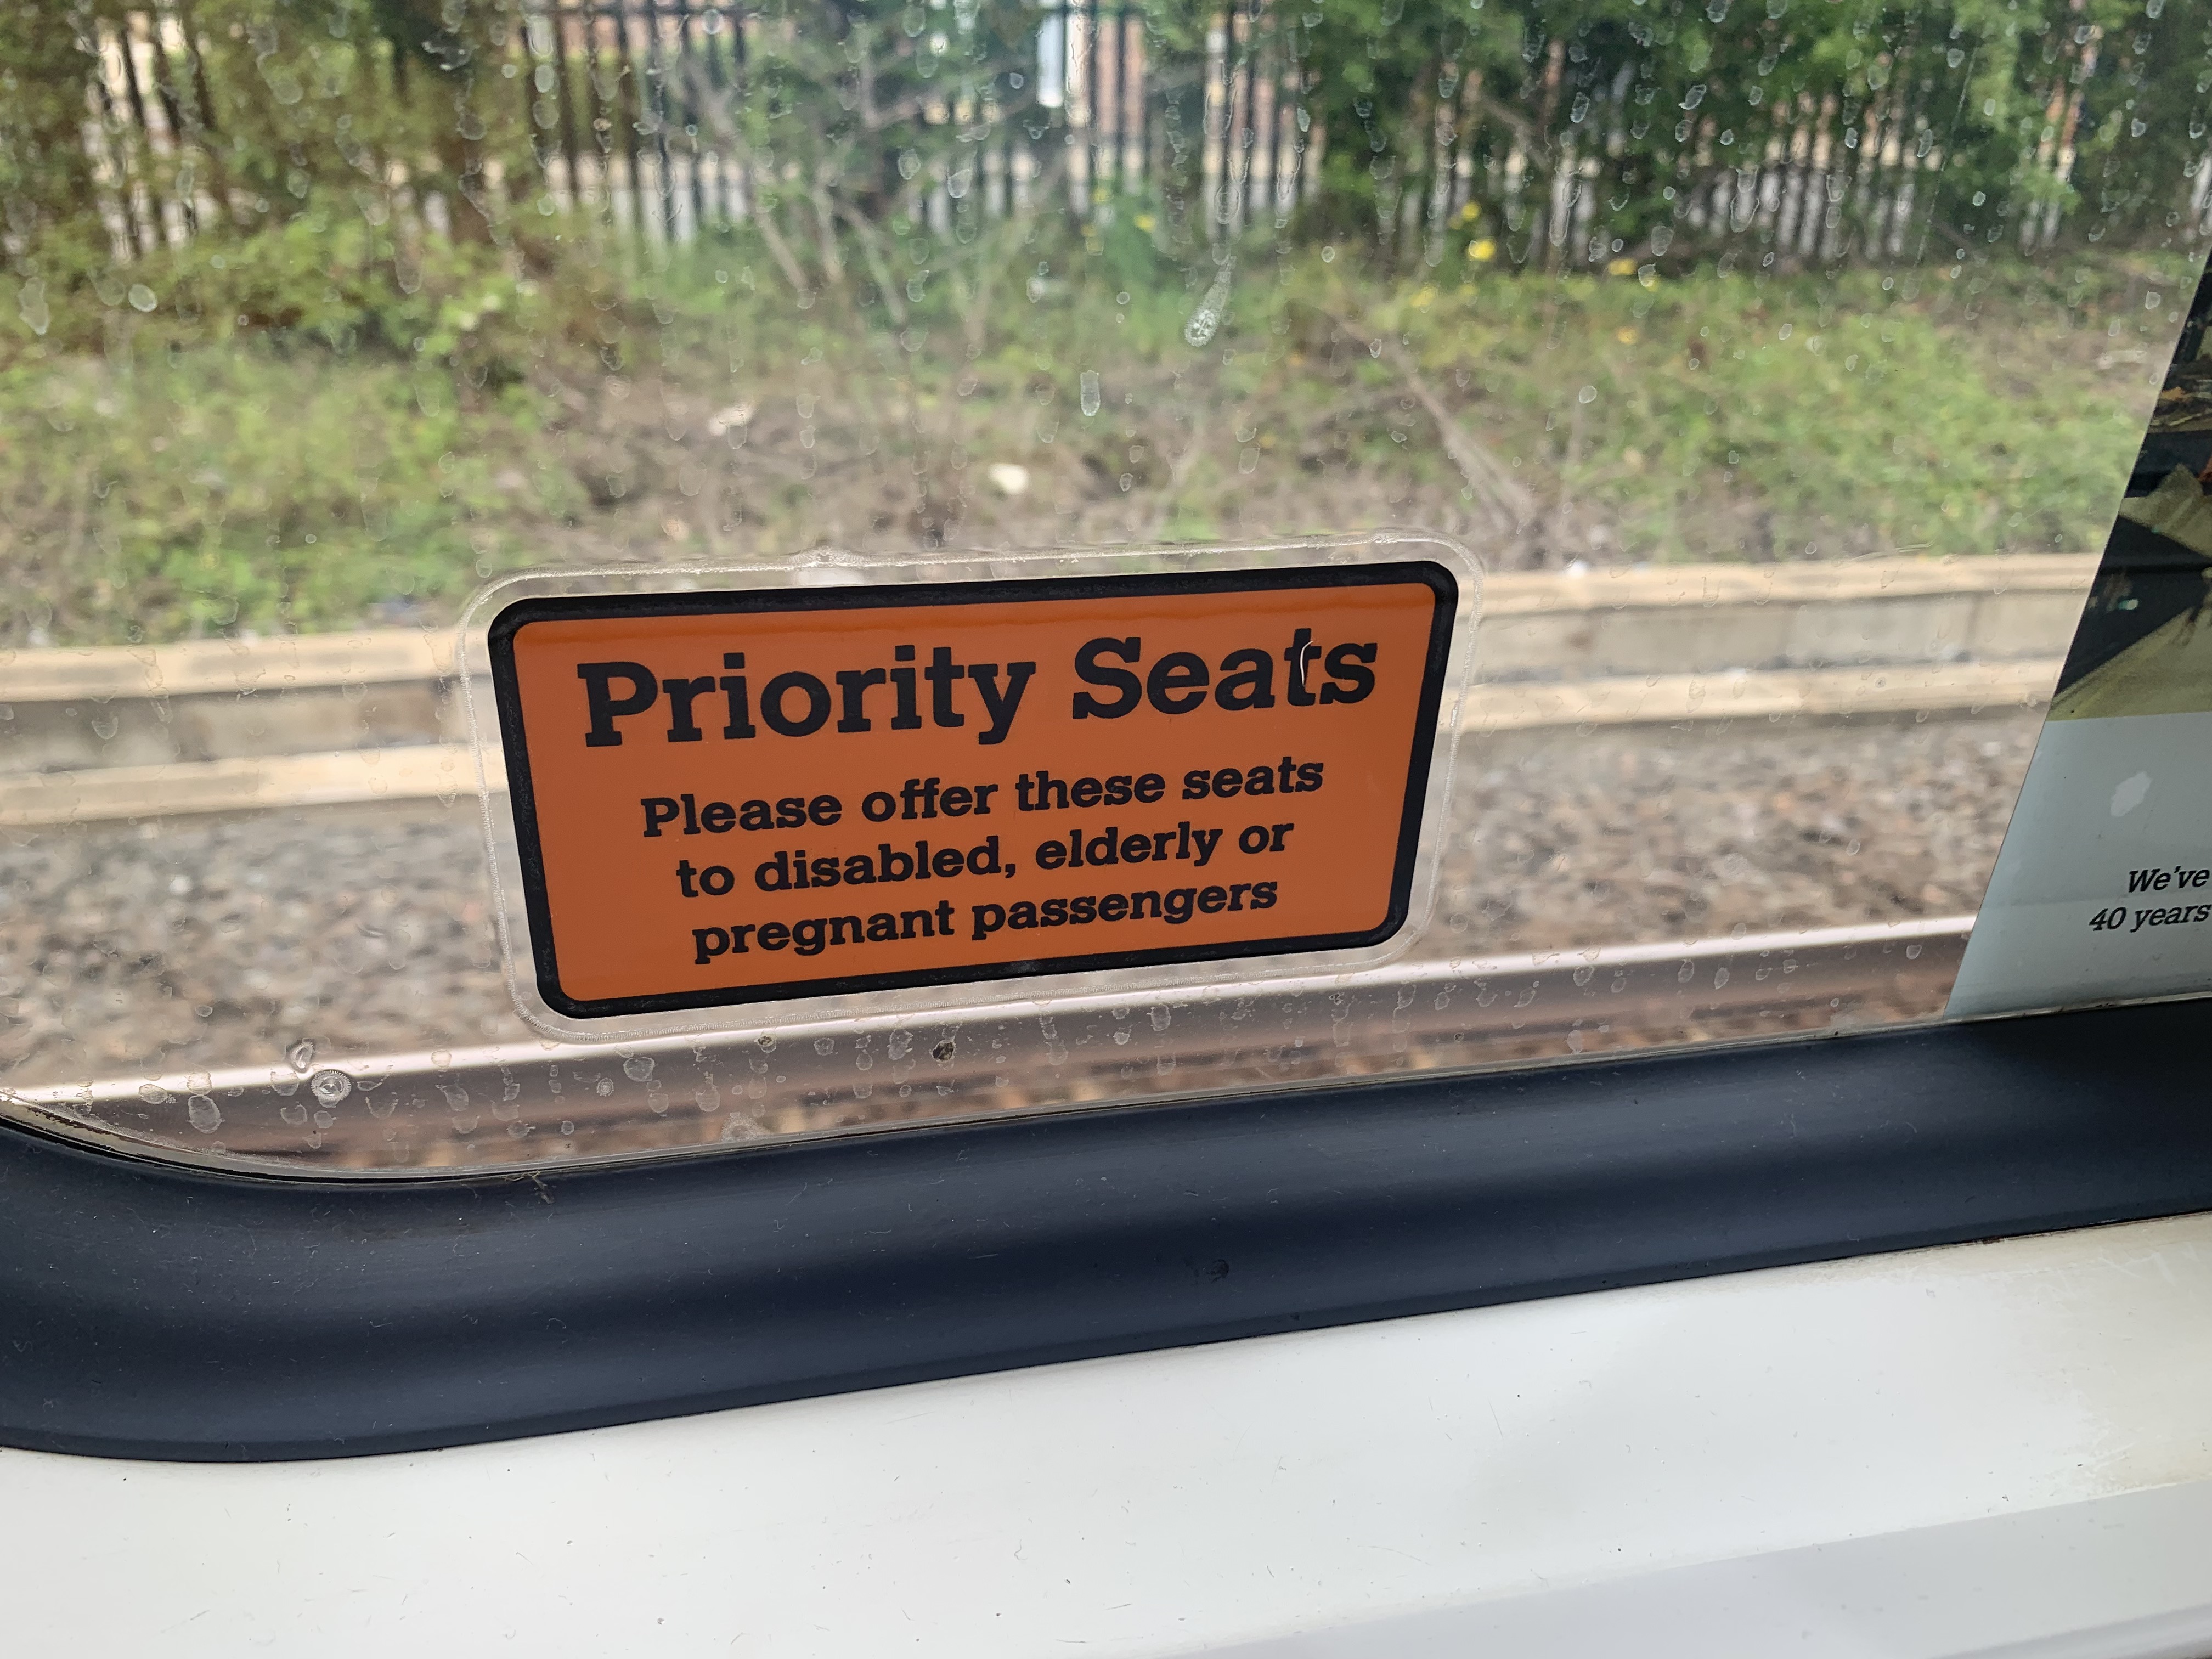 Priority Seats
Please offer these seats
to disabled, elderly or
pregnant passengers
We've
40 years